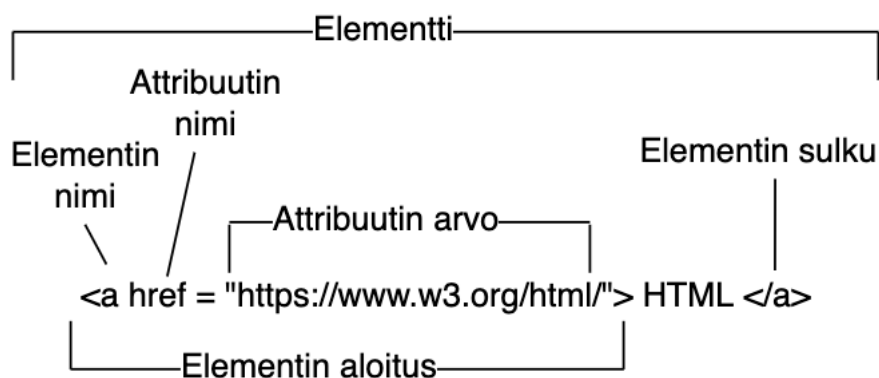 Elementti
Attribuutin
nimi
Elementin
nimi
Elementin sulku
Attribuutin arvo
<a href = "https://www.w3.org/html/"> HTML </a>
Elementin aloitus